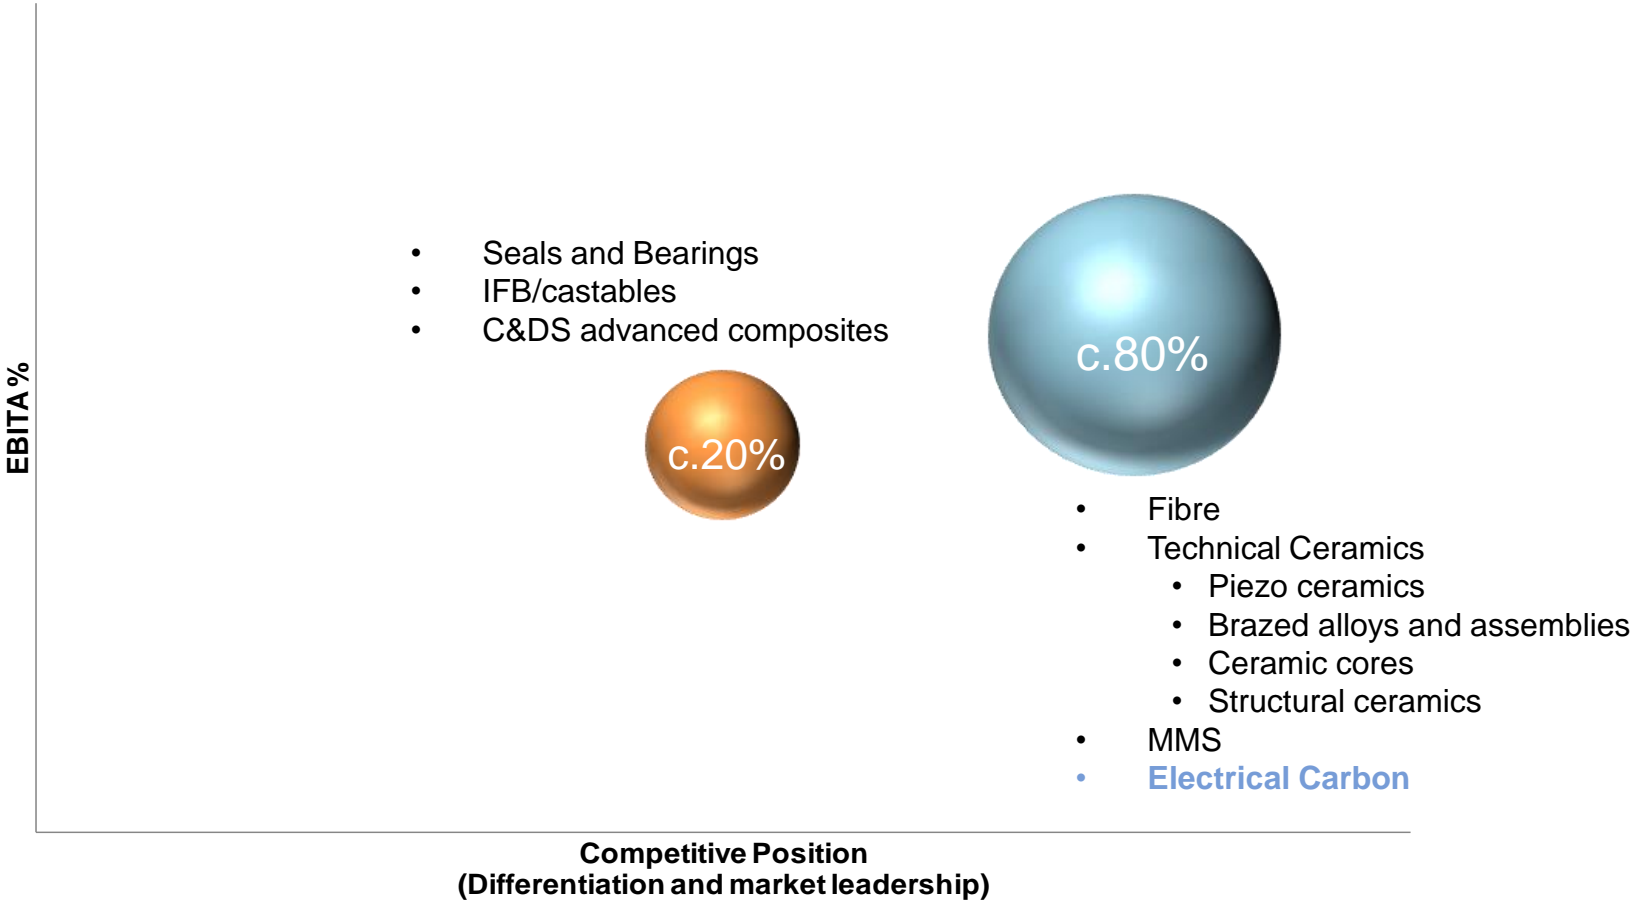 EBITA %
• Seals and Bearings
• IFB/castables
• C&DS advanced composites
c.20%
c.80%
• Fibre
• Technical Ceramics
• Piezo ceramics
• Brazed alloys and assemblies
• Ceramic cores
• Structural ceramics
• MMS
• Electrical Carbon
Competitive Position
(Differentiation and market leadership)